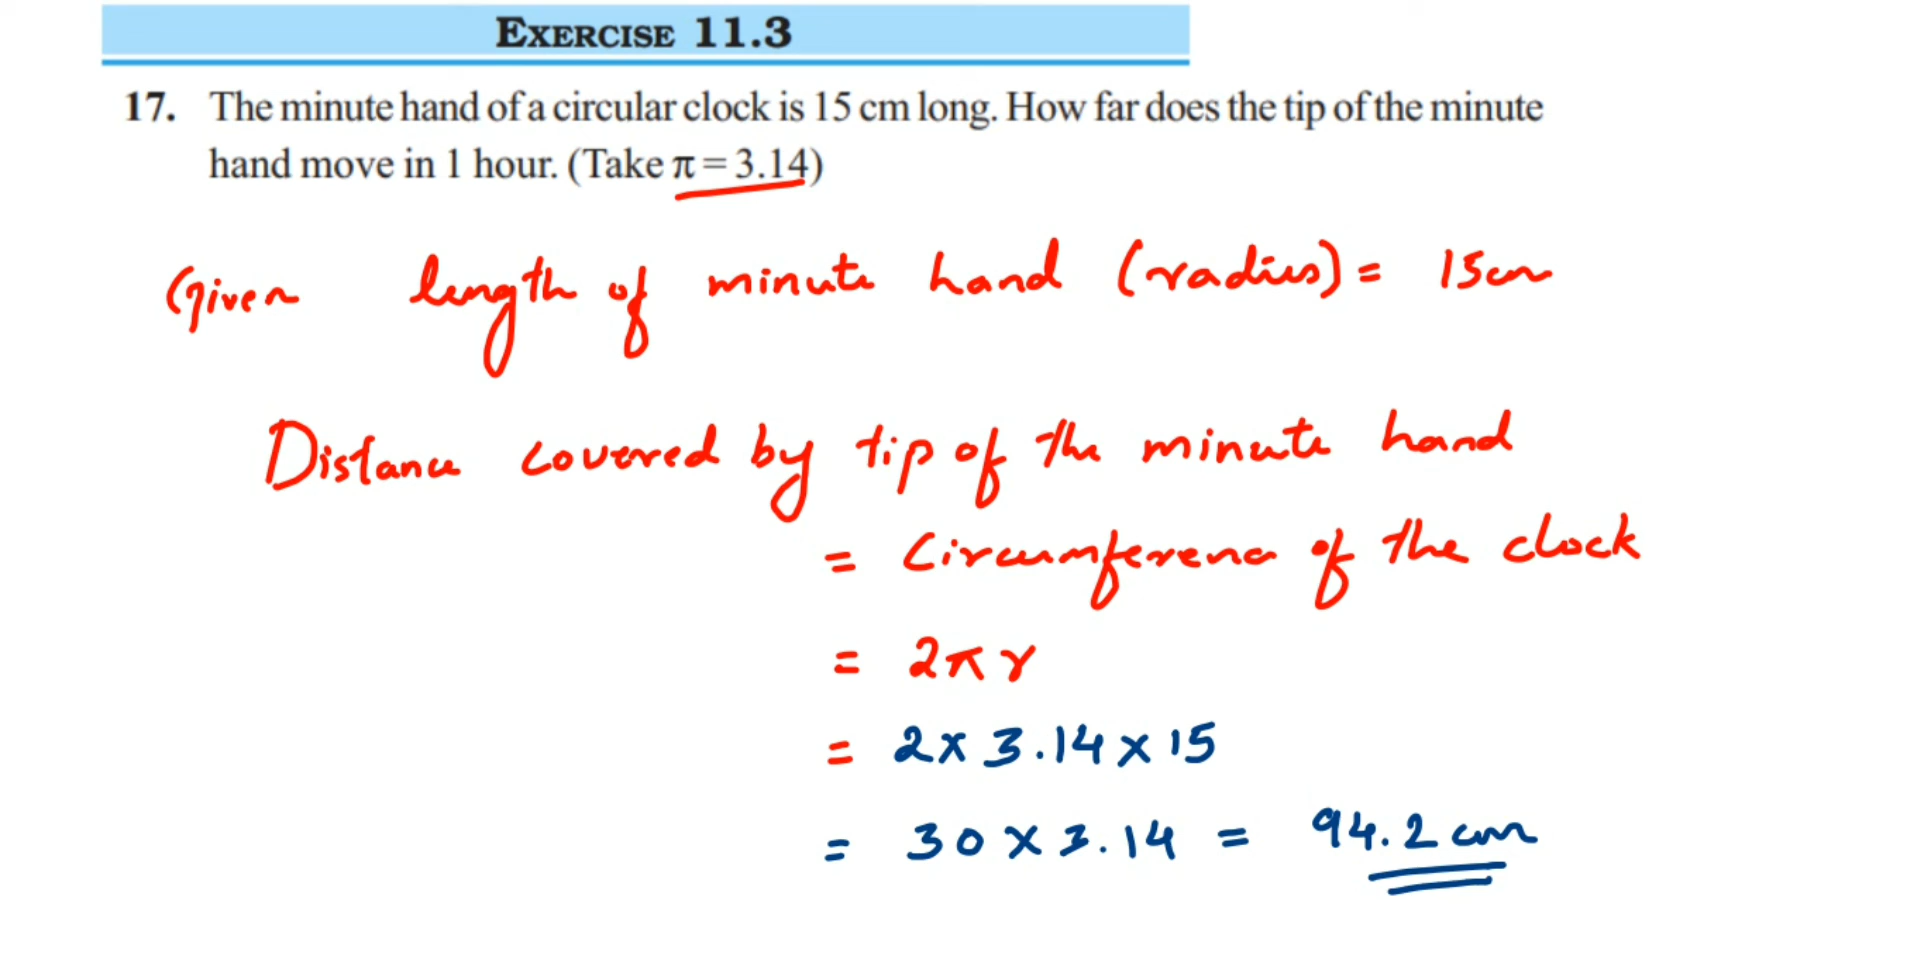 EXERCISE 11.3
17. The minute hand of a circular clock is 15 cm long. How far does the tip of the minute
hand move in 1 hour. (Take π = 3.14)
Given length of minute hand (radius) = 15cm
Distance covered by tip of the minute hand
= Circumference of the clock
= 2πr
= 2 × 3.14 × 15
= 30 × 3.14 = 94.2 cm